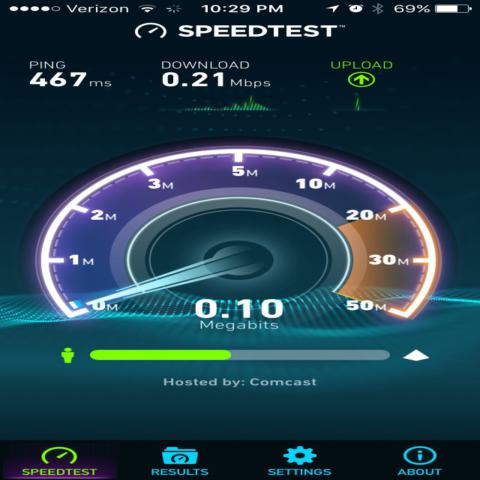 Verizon 10:29 PM 69%
SPEEDTEST™
PING DOWNLOAD UPLOAD
467 ms 0.21 Mbps
5M
3M 10M
2M 20M
1M 30M
0M 50M
0.10
Megabits
Hosted by: Comcast
SPEEDTEST RESULTS SETTINGS ABOUT